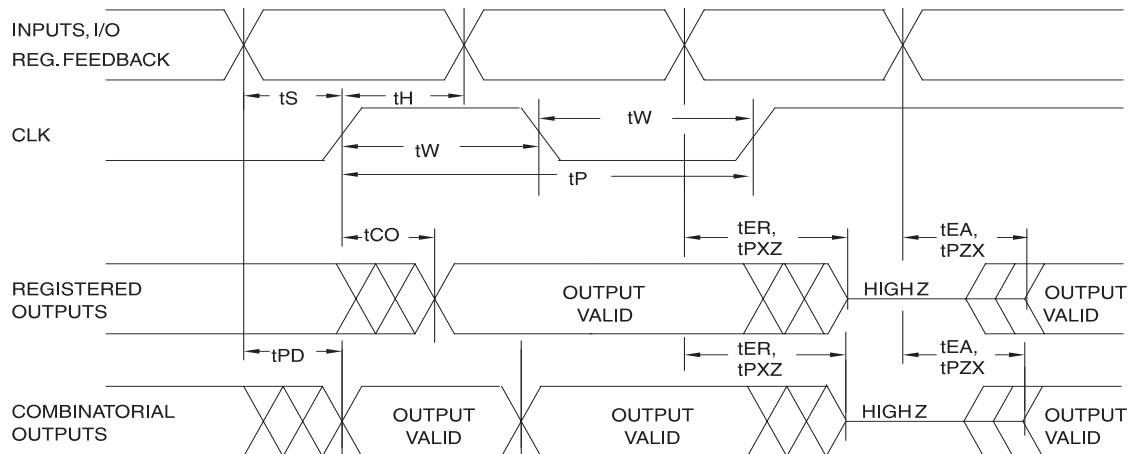 INPUTS, I/O
REG. FEEDBACK
tS
tH
CLK
tW
tW
tP
tCO
tER,
tPXZ
tEA,
tPZX
REGISTERED
OUTPUTS
OUTPUT
VALID
HIGH Z
OUTPUT
VALID
tPD
tER,
tPXZ
tEA,
tPZX
COMBINATORIAL
OUTPUTS
OUTPUT
VALID
OUTPUT
VALID
HIGH Z
OUTPUT
VALID